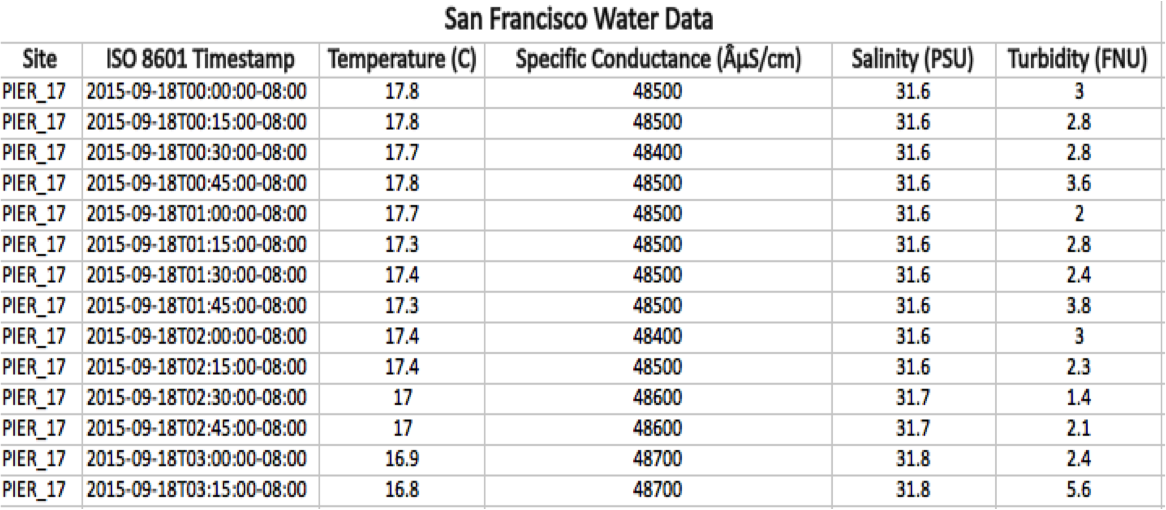 San Francisco Water Data
Site ISO 8601 Timestamp Temperature (C) Specific Conductance (ÂµS/cm) Salinity (PSU) Turbidity (FNU)
PIER_17 2015-09-18T00:00:00-08:00 17.8 48500 31.6 3
PIER_17 2015-09-18T00:15:00-08:00 17.8 48500 31.6 2.8
PIER_17 2015-09-18T00:30:00-08:00 17.7 48400 31.6 2.8
PIER_17 2015-09-18T00:45:00-08:00 17.8 48500 31.6 3.6
PIER_17 2015-09-18T01:00:00-08:00 17.7 48500 31.6 2
PIER_17 2015-09-18T01:15:00-08:00 17.3 48500 31.6 2.8
PIER_17 2015-09-18T01:30:00-08:00 17.4 48500 31.6 2.4
PIER_17 2015-09-18T01:45:00-08:00 17.3 48500 31.6 3.8
PIER_17 2015-09-18T02:00:00-08:00 17.4 48400 31.6 3
PIER_17 2015-09-18T02:15:00-08:00 17.4 48500 31.6 2.3
PIER_17 2015-09-18T02:30:00-08:00 17 48600 31.7 1.4
PIER_17 2015-09-18T02:45:00-08:00 17 48600 31.7 2.1
PIER_17 2015-09-18T03:00:00-08:00 16.9 48700 31.8 2.4
PIER_17 2015-09-18T03:15:00-08:00 16.8 48700 31.8 5.6